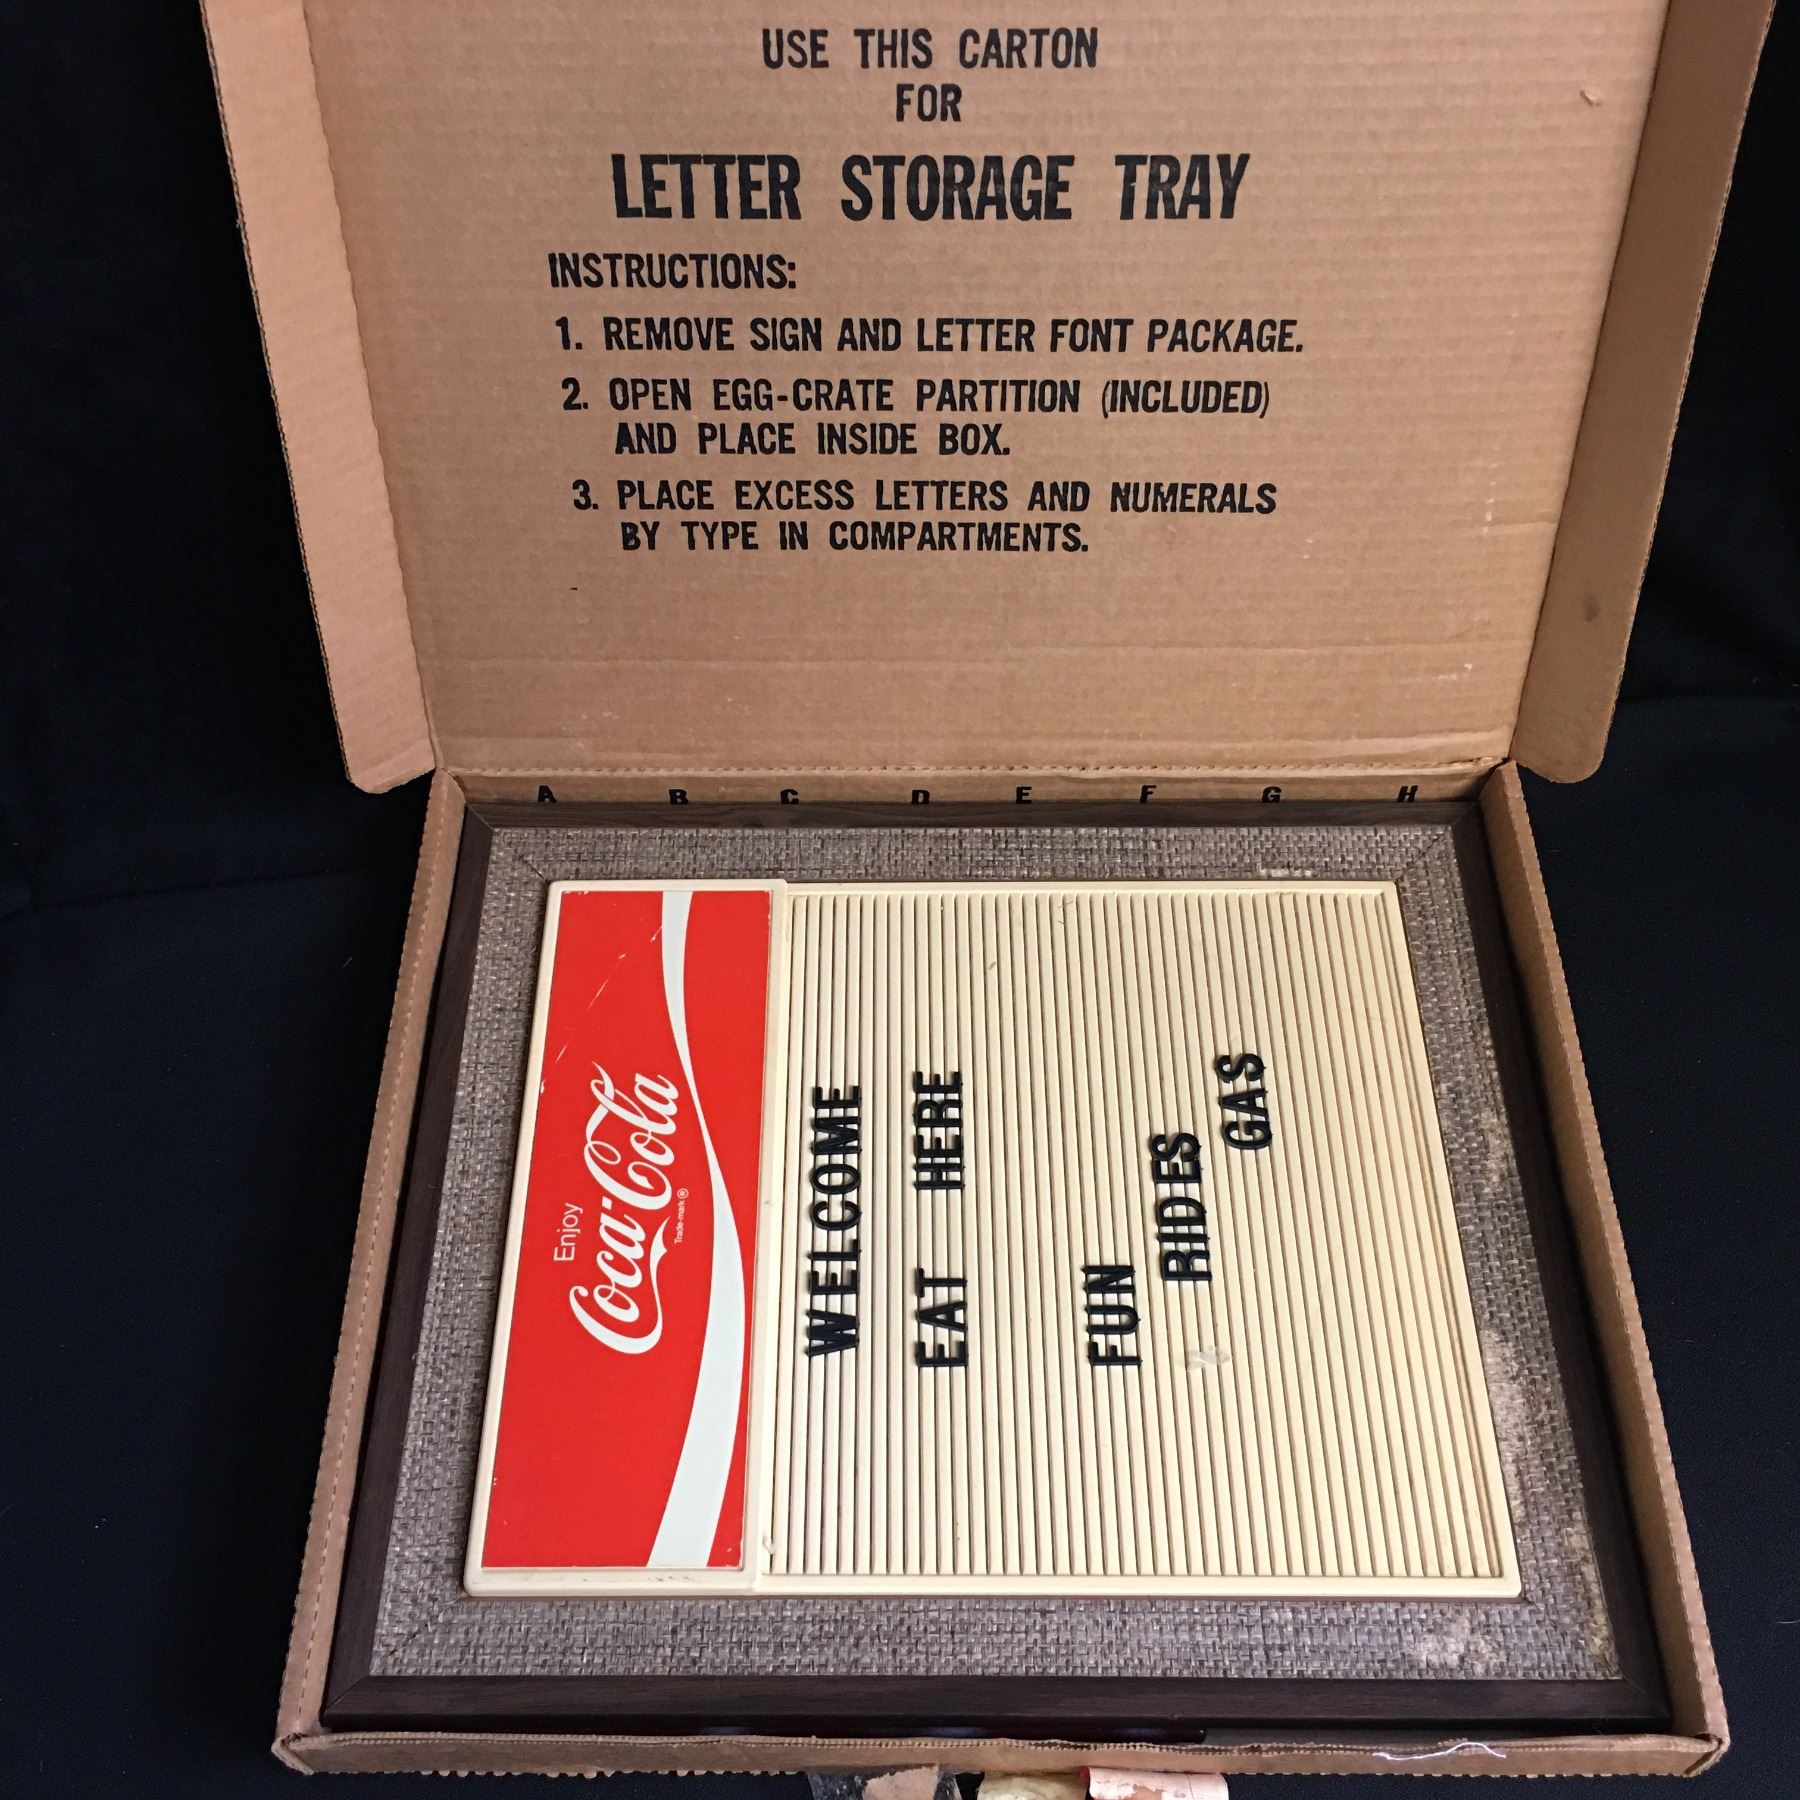 USE THIS CARTON
FOR
LETTER STORAGE TRAY
INSTRUCTIONS:
1. REMOVE SIGN AND LETTER FONT PACKAGE.
2. OPEN EGG-CRATE PARTITION (INCLUDED)
AND PLACE INSIDE BOX.
3. PLACE EXCESS LETTERS AND NUMERALS
BY TYPE IN COMPARTMENTS.
A B C D E F G H
Enjoy
Coca-Cola
Trade-mark ®
WELCOME
EAT HERE
FUN
RIDES
GAS